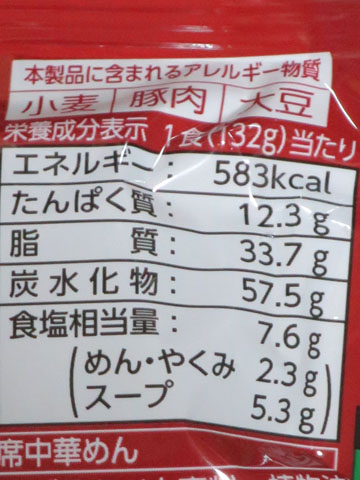 本製品に含まれるアレルギー物質
小麦 豚肉 大豆
栄養成分表示 1食(132g)当たり
エネルギー: 583kcal
たんぱく質: 12.3g
脂質: 33.7g
炭水化物: 57.5g
食塩相当量: 7.6g
(めん・やくみ 2.3g
スープ 5.3g)
席中華めん